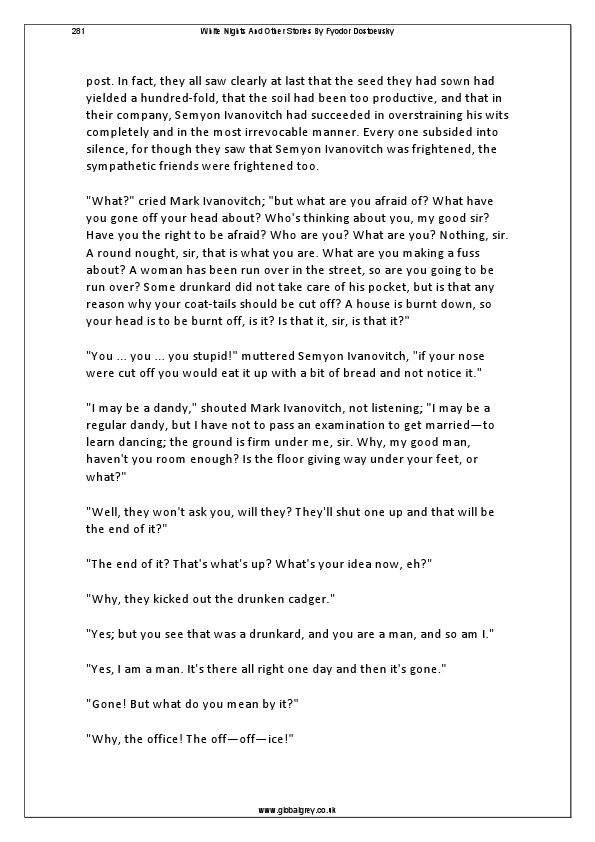 281 White Nights And Other Stories By Fyodor Dostoevsky
post. In fact, they all saw clearly at last that the seed they had sown had
yielded a hundred-fold, that the soil had been too productive, and that in
their company, Semyon Ivanovitch had succeeded in overstraining his wits
completely and in the most irrevocable manner. Every one subsided into
silence, for though they saw that Semyon Ivanovitch was frightened, the
sympathetic friends were frightened too.
"What?" cried Mark Ivanovitch; "but what are you afraid of? What have
you gone off your head about? Who's thinking about you, my good sir?
Have you the right to be afraid? Who are you? What are you? Nothing, sir.
A round nought, sir, that is what you are. What are you making a fuss
about? A woman has been run over in the street, so are you going to be
run over? Some drunkard did not take care of his pocket, but is that any
reason why your coat-tails should be cut off? A house is burnt down, so
your head is to be burnt off, is it? Is that it, sir, is that it?"
"You ... you ... you stupid!" muttered Semyon Ivanovitch, "if your nose
were cut off you would eat it up with a bit of bread and not notice it."
"I may be a dandy," shouted Mark Ivanovitch, not listening; "I may be a
regular dandy, but I have not to pass an examination to get married—to
learn dancing; the ground is firm under me, sir. Why, my good man,
haven't you room enough? Is the floor giving way under your feet, or
what?"
"Well, they won't ask you, will they? They'll shut one up and that will be
the end of it?"
"The end of it? That's what's up? What's your idea now, eh?"
"Why, they kicked out the drunken cadger."
"Yes; but you see that was a drunkard, and you are a man, and so am I."
"Yes, I am a man. It's there all right one day and then it's gone."
"Gone! But what do you mean by it?"
"Why, the office! The off—off—ice!"
www.globalgrey.co.uk